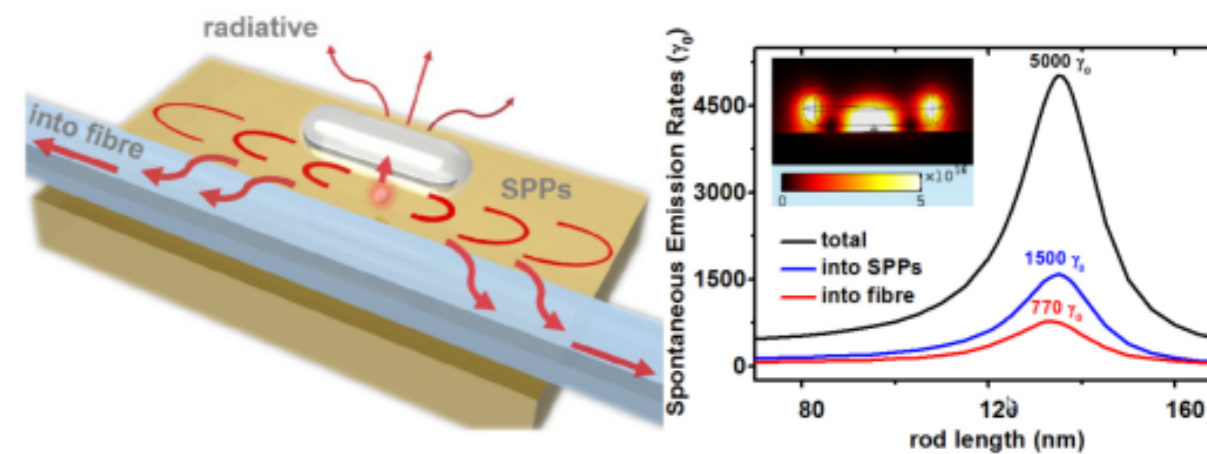 radiative
into fibre
SPPs
Spontaneous Emission Rates (γ₀)
4500
3000
1500
0
5000 γ₀
×10¹⁶
0 5
total
into SPPs
into fibre
1500 γ₀
770 γ₀
80 120 160
rod length (nm)